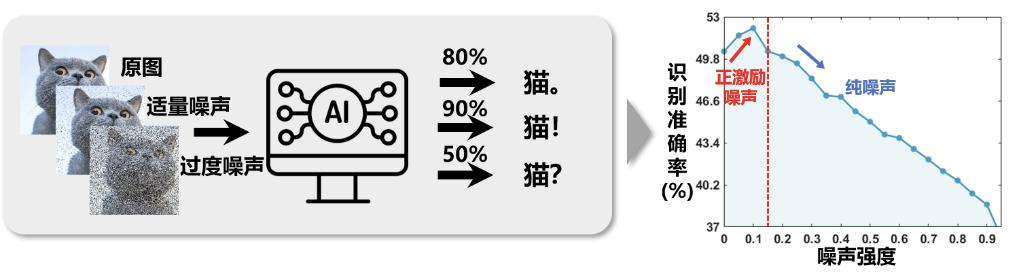 原图
适量噪声
过度噪声
AI
80%
猫。
90%
猫！
50%
猫？
识别准确率(%)
53
49.8
46.6
43.4
40.2
37
正激励
噪声
纯噪声
0 0.1 0.2 0.3 0.4 0.5 0.6 0.7 0.8 0.9
噪声强度